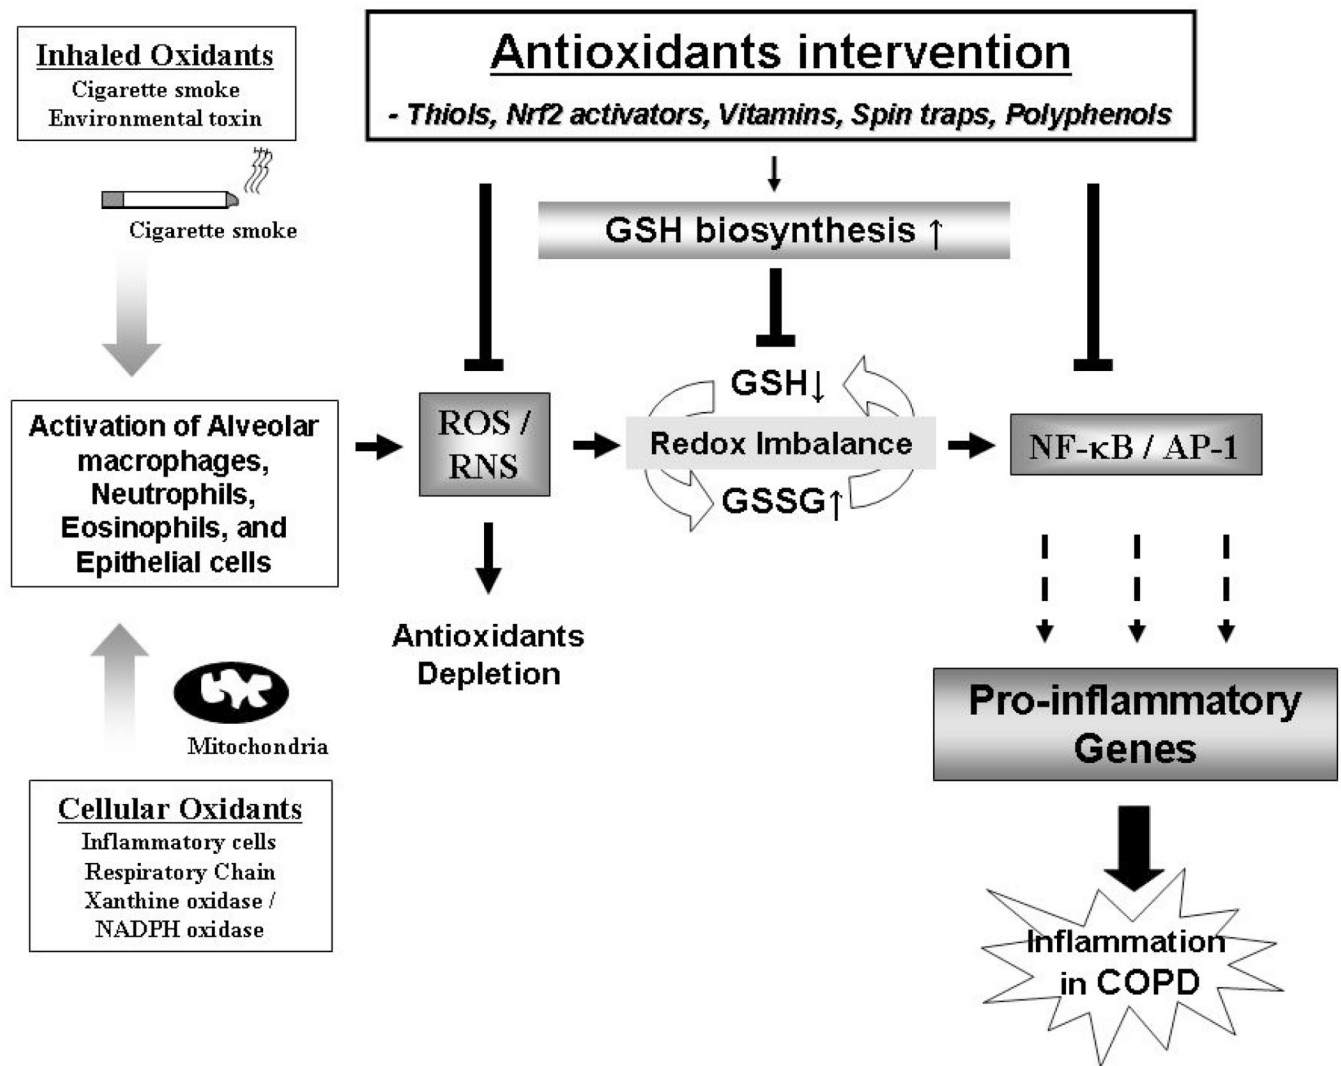 Inhaled Oxidants
Cigarette smoke
Environmental toxin
Cigarette smoke
Antioxidants intervention
- Thiols, Nrf2 activators, Vitamins, Spin traps, Polyphenols
GSH biosynthesis ↑
Activation of Alveolar
macrophages,
Neutrophils,
Eosinophils, and
Epithelial cells
ROS /
RNS
GSH↓
Redox Imbalance
GSSG↑
NF-κB / AP-1
Antioxidants
Depletion
Mitochondria
Cellular Oxidants
Inflammatory cells
Respiratory Chain
Xanthine oxidase /
NADPH oxidase
Pro-inflammatory
Genes
Inflammation
in COPD